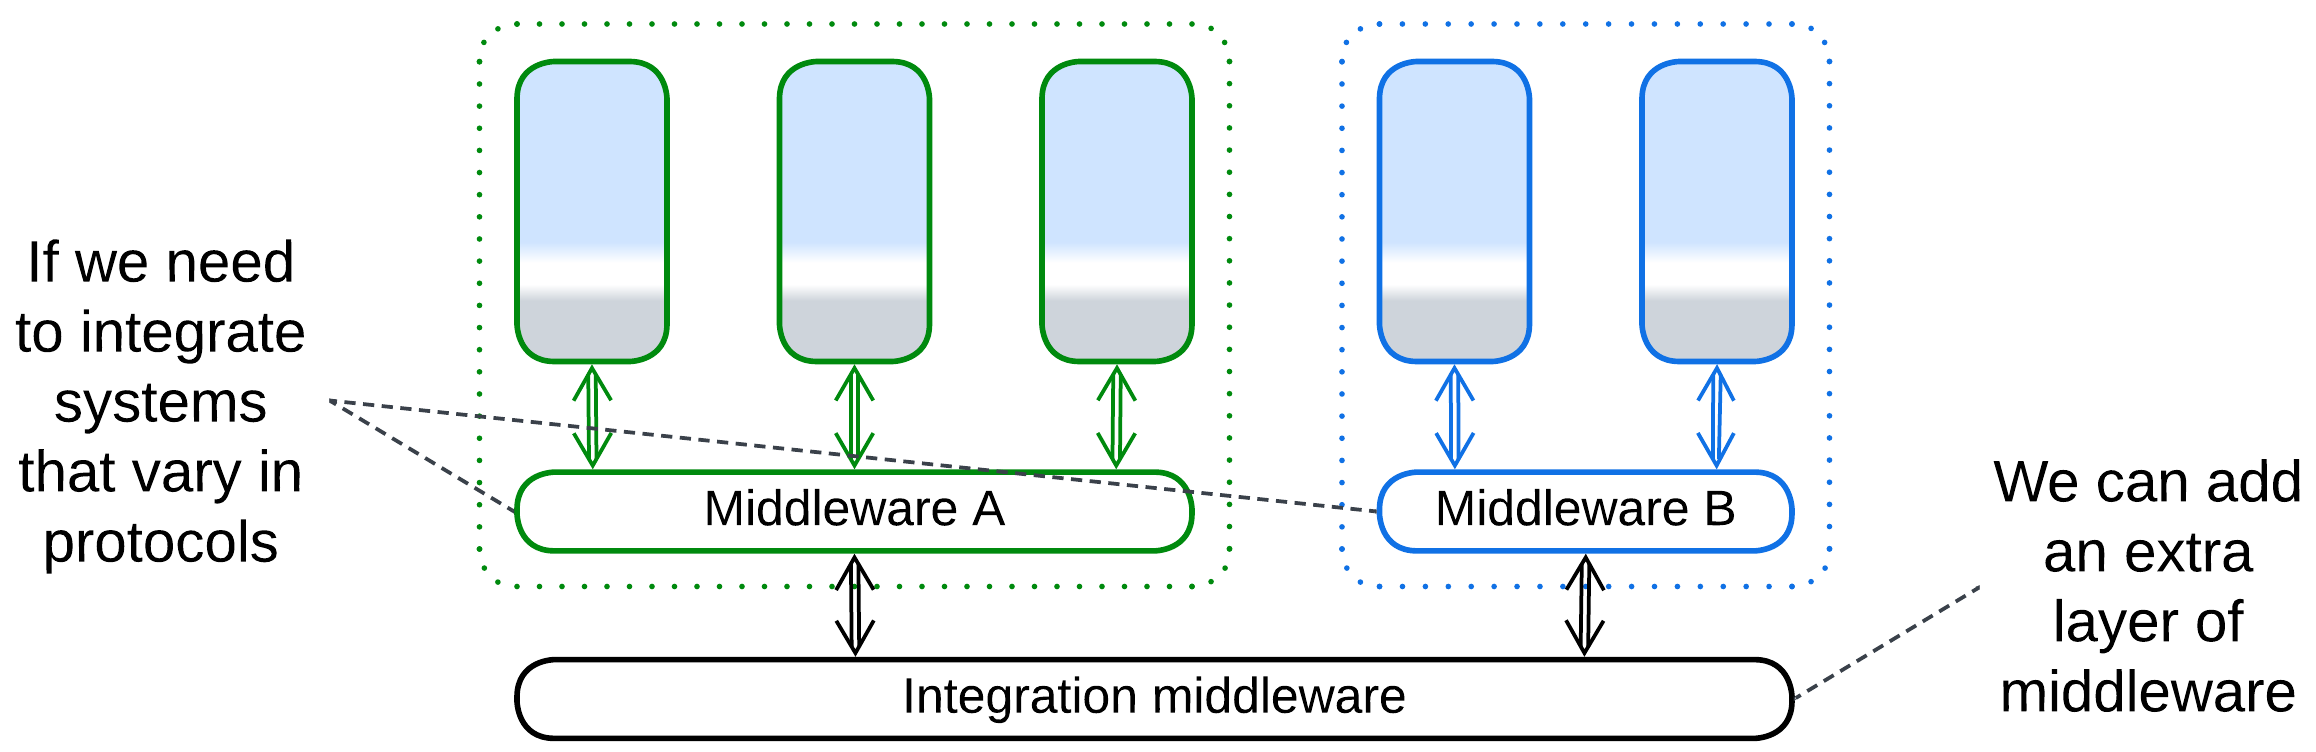 If we need
to integrate
systems
that vary in
protocols
Middleware A
Middleware B
We can add
an extra
layer of
middleware
Integration middleware